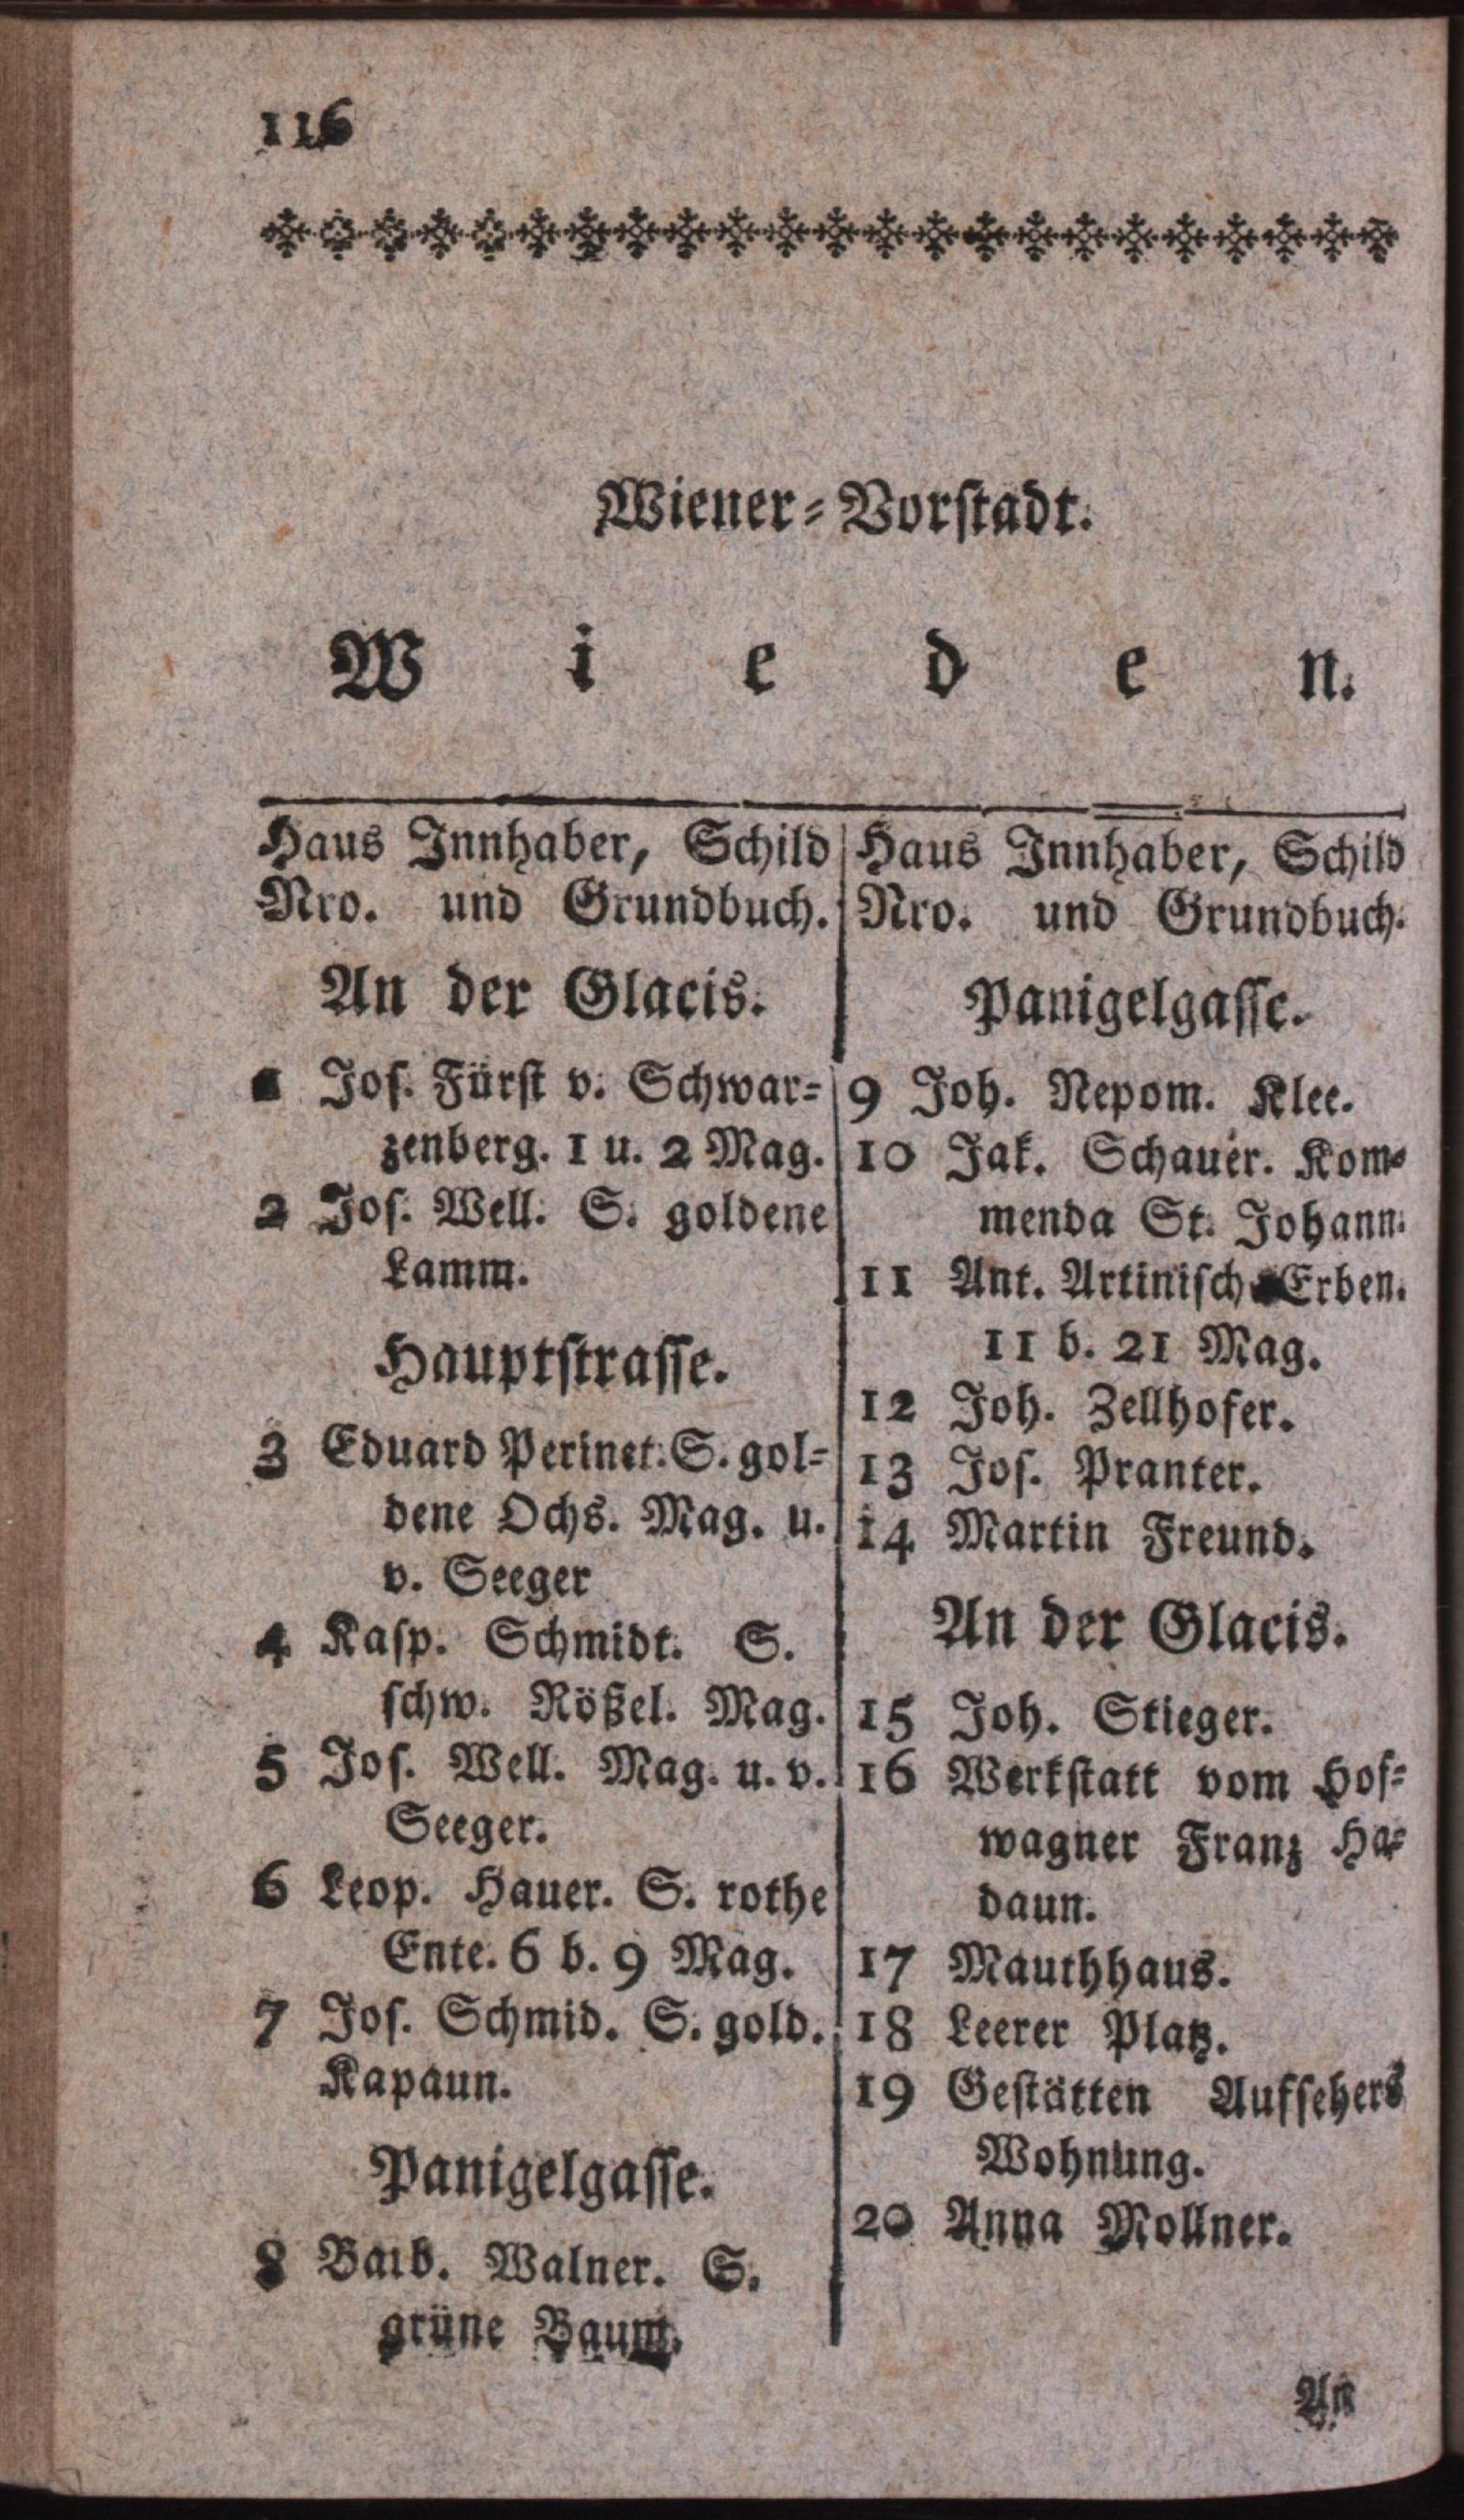 116
Wiener-Vorstadt.
W i e d e n.
Haus Innhaber, Schild
Nro. und Grundbuch.
An der Glacis.
1 Jos. Fürst v. Schwar-
zenberg. 1 u. 2 Mag.
2 Jos. Well. S. goldene
Lamm.
Hauptstrasse.
3 Eduard Perinet. S. gol-
dene Ochs. Mag. u.
v. Seeger
4 Kasp. Schmidt. S.
schw. Rößel. Mag.
5 Jos. Well. Mag. u. v.
Seeger.
6 Leop. Hauer. S. rothe
Ente. 6 b. 9 Mag.
7 Jos. Schmid. S. gold.
Kapaun.
Panigelgasse.
8 Barb. Walner. S.
grüne Baum.
Haus Innhaber, Schild
Nro. und Grundbuch.
Panigelgasse.
9 Joh. Nepom. Klee.
10 Jak. Schauer. Kom-
menda St. Johann.
11 Ant. Artinisch-Erben.
11 b. 21 Mag.
12 Joh. Zellhofer.
13 Jos. Pranter.
14 Martin Freund.
An der Glacis.
15 Joh. Stieger.
16 Werkstatt vom Hof-
wagner Franz Ha-
daun.
17 Mauthhaus.
18 Leerer Platz.
19 Gestätten Aufsehers
Wohnung.
20 Anna Mollner.
An